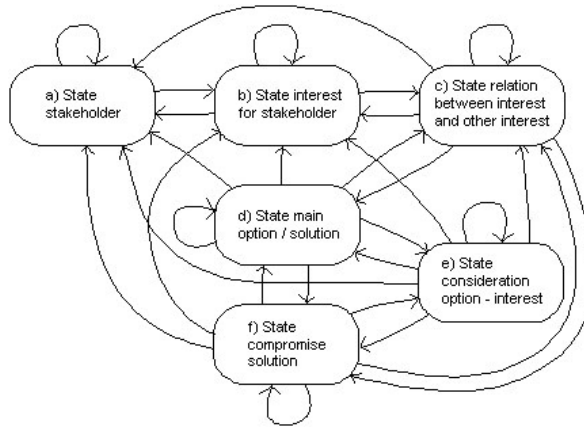 a) State
stakeholder
b) State interest
for stakeholder
c) State relation
between interest
and other interest
d) State main
option / solution
e) State
consideration
option - interest
f) State
compromise
solution